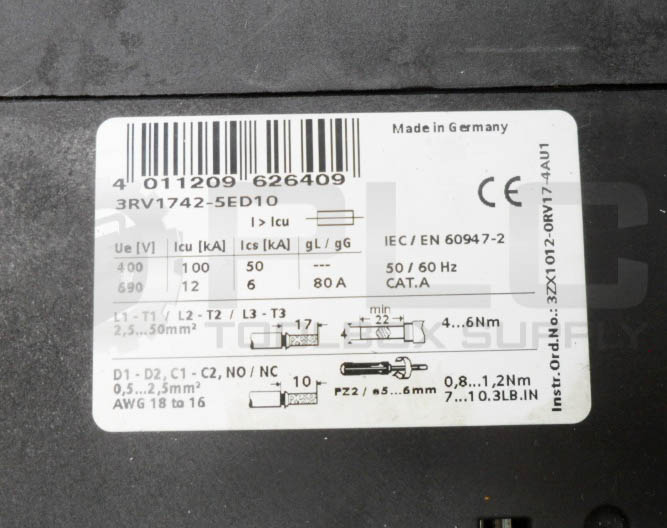 Made in Germany
4 011209 626409
3RV1742-5ED10
CE
I > Icu
Ue [V] Icu [kA] Ics [kA] gL / gG
IEC / EN 60947-2
400 100 50 ---
50 / 60 Hz
690 12 6 80 A
CAT.A
L1 - T1 / L2 - T2 / L3 - T3
2,5...50mm²
17
min
22
4
4...6Nm
D1 - D2, C1 - C2, NO / NC
0,5...2,5mm²
AWG 18 to 16
10
PZ2 / ø5...6mm
0,8...1,2Nm
7...10.3LB.IN
Instr.Ord.No.: 3ZX1012-0RV17-4AU1
PLC
TOOLBOX SUPPLY